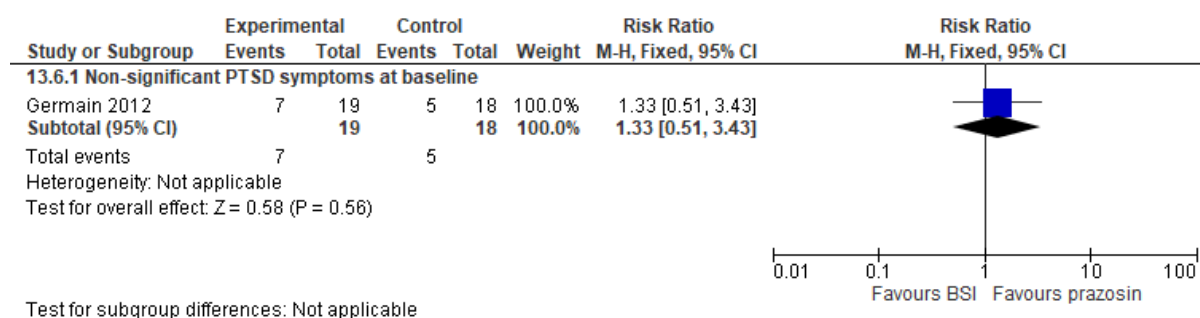 Experimental Control Risk Ratio Risk Ratio
Study or Subgroup Events Total Events Total Weight M-H, Fixed, 95% CI M-H, Fixed, 95% CI
13.6.1 Non-significant PTSD symptoms at baseline
Germain 2012 7 19 5 18 100.0% 1.33 [0.51, 3.43]
Subtotal (95% CI) 19 18 100.0% 1.33 [0.51, 3.43]
Total events 7 5
Heterogeneity: Not applicable
Test for overall effect: Z = 0.58 (P = 0.56)
0.01 0.1 1 10 100
Favours BSI Favours prazosin
Test for subgroup differences: Not applicable